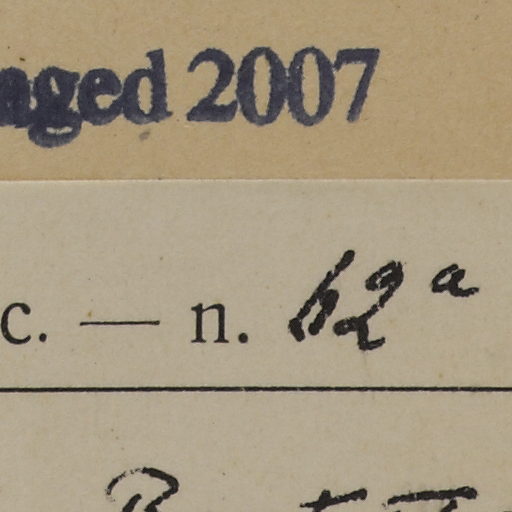 aged 2007
c. — n. 62ª